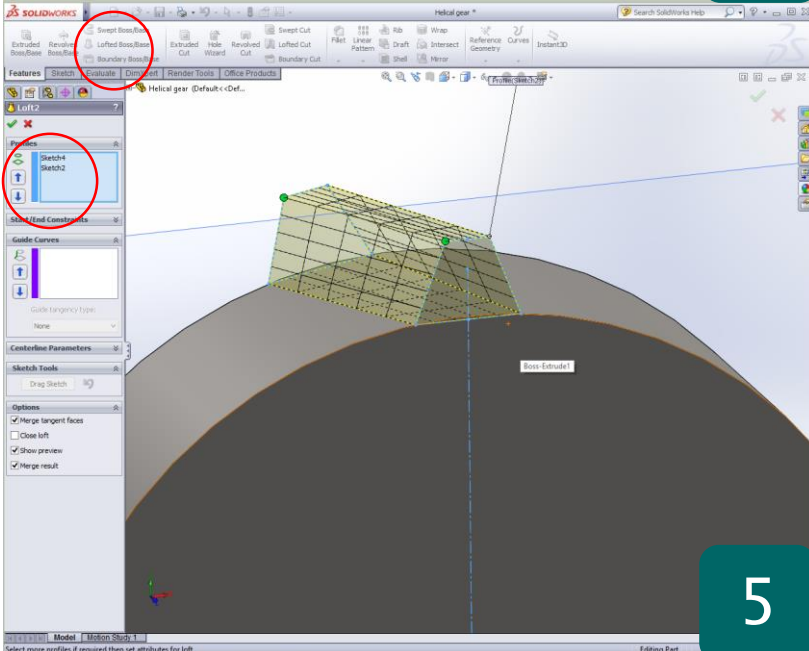 SOLIDWORKS
Helical gear *
Search SolidWorks Help
Extruded Boss/Base
Revolved Boss/Base
Swept Boss/Base
Lofted Boss/Base
Boundary Boss/Base
Extruded Cut
Hole Wizard
Revolved Cut
Swept Cut
Lofted Cut
Boundary Cut
Fillet
Linear Pattern
Rib
Draft
Shell
Wrap
Intersect
Mirror
Reference Geometry
Curves
Instant3D
Features
Sketch
Evaluate
DimXpert
Render Tools
Office Products
Helical gear (Default<<Def...
Profile(Sketch2)
Loft2
?
Profiles
Sketch4
Sketch2
Start/End Constraints
Guide Curves
Guide tangency type:
None
Centerline Parameters
Sketch Tools
Drag Sketch
Options
Merge tangent faces
Close loft
Show preview
Merge result
Boss-Extrude1
5
Model
Motion Study 1
Select more profiles if required then set attributes for loft
Editing Part